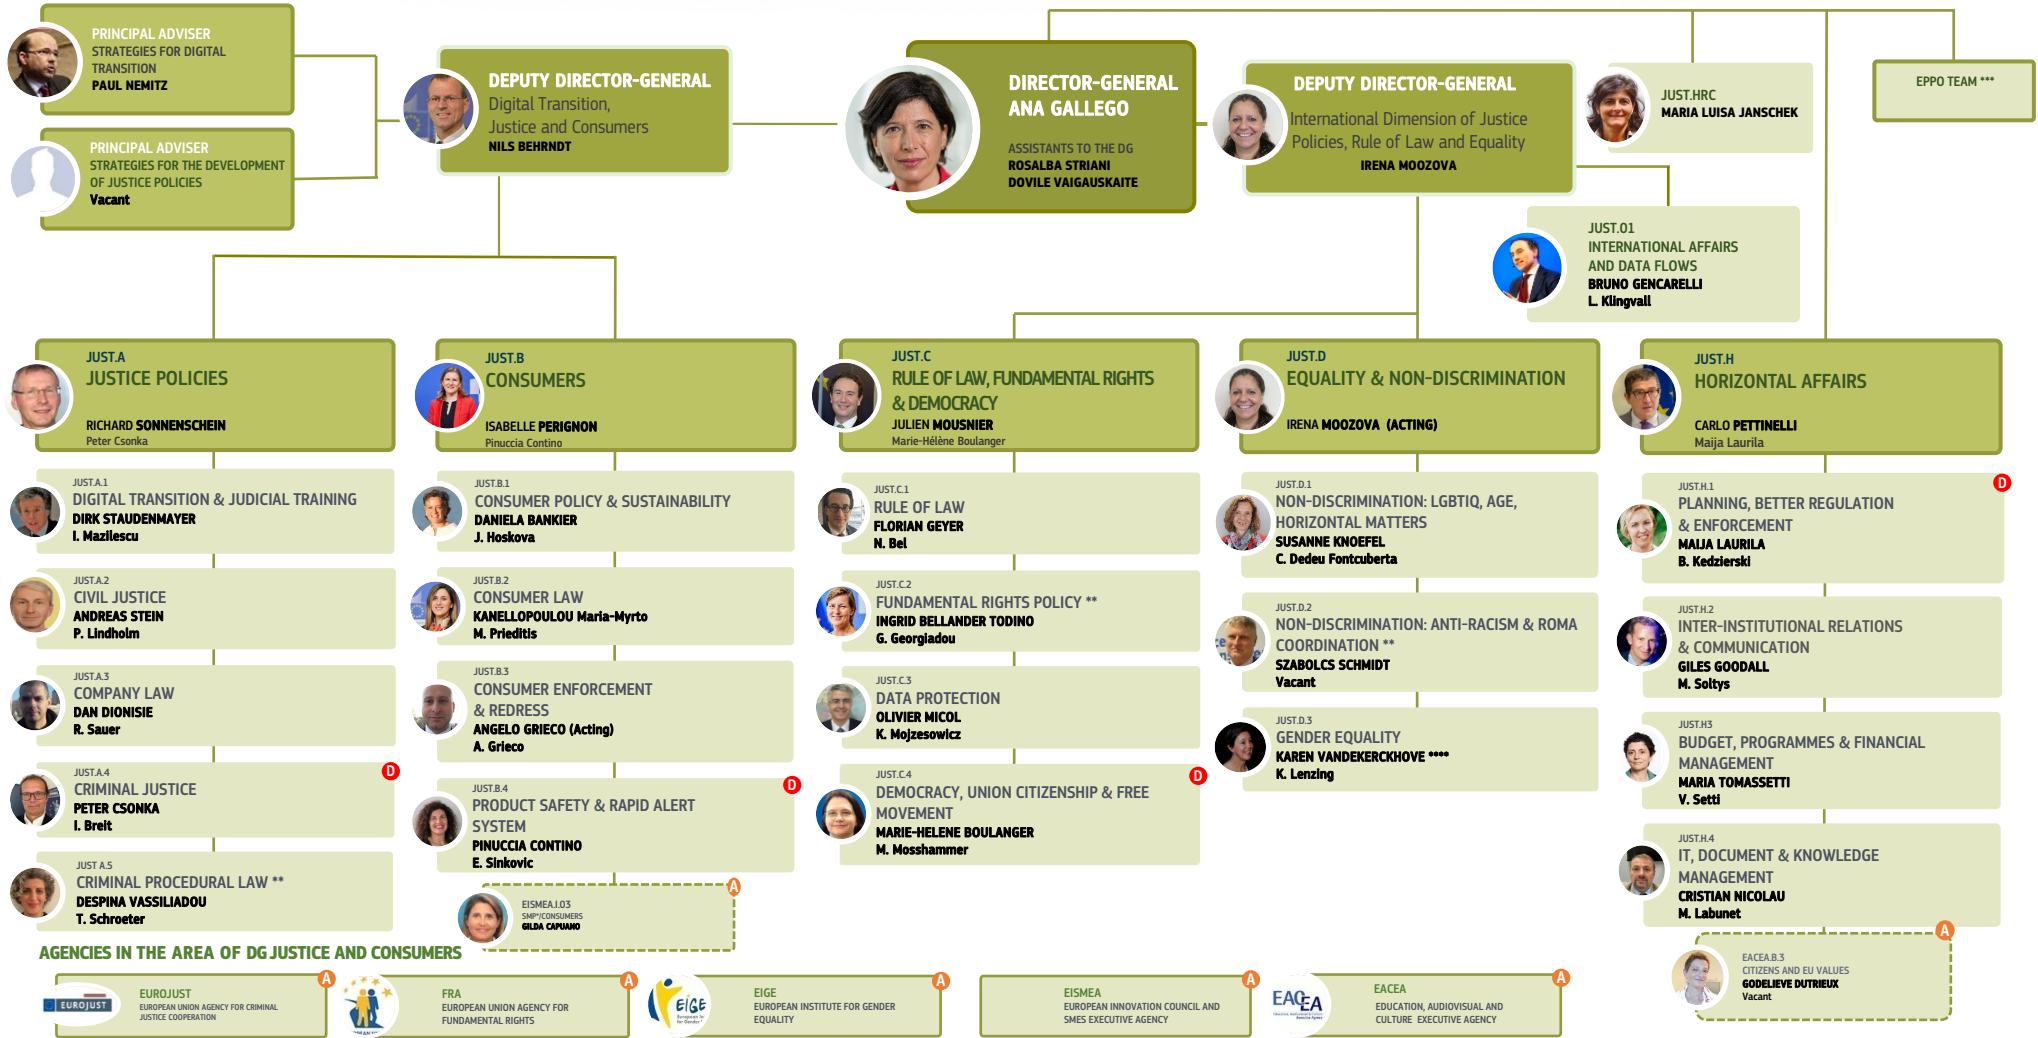 PRINCIPAL ADVISER
STRATEGIES FOR DIGITAL
TRANSITION
PAUL NEMITZ
PRINCIPAL ADVISER
STRATEGIES FOR THE DEVELOPMENT
OF JUSTICE POLICIES
Vacant
DEPUTY DIRECTOR-GENERAL
Digital Transition,
Justice and Consumers
NILS BEHRNDT
DIRECTOR-GENERAL
ANA GALLEGO
ASSISTANTS TO THE DG
ROSALBA STRIANI
DOVILE VAIGAUSKAITE
DEPUTY DIRECTOR-GENERAL
International Dimension of Justice
Policies, Rule of Law and Equality
IRENA MOOZOVA
JUST.HRC
MARIA LUISA JANSCHEK
EPPO TEAM ***
JUST.01
INTERNATIONAL AFFAIRS
AND DATA FLOWS
BRUNO GENCARELLI
L. Klingvall
JUST.A
JUSTICE POLICIES
RICHARD SONNENSCHEIN
Peter Csonka
JUST.A.1
DIGITAL TRANSITION & JUDICIAL TRAINING
DIRK STAUDENMAYER
I. Mazilescu
JUST.A.2
CIVIL JUSTICE
ANDREAS STEIN
P. Lindholm
JUST.A.3
COMPANY LAW
DAN DIONISIE
R. Sauer
D
JUST.A.4
CRIMINAL JUSTICE
PETER CSONKA
I. Breit
JUST A.5
CRIMINAL PROCEDURAL LAW **
DESPINA VASSILIADOU
T. Schroeter
JUST.B
CONSUMERS
ISABELLE PERIGNON
Pinuccia Contino
JUST.B.1
CONSUMER POLICY & SUSTAINABILITY
DANIELA BANKIER
J. Hoskova
JUST.B.2
CONSUMER LAW
KANELLOPOULOU Maria-Myrto
M. Prieditis
JUST.B.3
CONSUMER ENFORCEMENT
& REDRESS
ANGELO GRIECO (Acting)
A. Grieco
D
JUST.B.4
PRODUCT SAFETY & RAPID ALERT
SYSTEM
PINUCCIA CONTINO
E. Sinkovic
A
EISMEA.I.03
SMP*/CONSUMERS
GILDA CAPUANO
JUST.C
RULE OF LAW, FUNDAMENTAL RIGHTS
& DEMOCRACY
JULIEN MOUSNIER
Marie-Hélène Boulanger
JUST.C.1
RULE OF LAW
FLORIAN GEYER
N. Bel
JUST.C.2
FUNDAMENTAL RIGHTS POLICY **
INGRID BELLANDER TODINO
G. Georgiadou
JUST.C.3
DATA PROTECTION
OLIVIER MICOL
K. Mojzesowicz
D
JUST.C.4
DEMOCRACY, UNION CITIZENSHIP & FREE
MOVEMENT
MARIE-HELENE BOULANGER
M. Mosshammer
JUST.D
EQUALITY & NON-DISCRIMINATION
IRENA MOOZOVA (ACTING)
JUST.D.1
NON-DISCRIMINATION: LGBTIQ, AGE,
HORIZONTAL MATTERS
SUSANNE KNOEFEL
C. Dedeu Fontcuberta
JUST.D.2
NON-DISCRIMINATION: ANTI-RACISM & ROMA
COORDINATION **
SZABOLCS SCHMIDT
Vacant
JUST.D.3
GENDER EQUALITY
KAREN VANDEKERCKHOVE ****
K. Lenzing
JUST.H
HORIZONTAL AFFAIRS
CARLO PETTINELLI
Maija Laurila
D
JUST.H.1
PLANNING, BETTER REGULATION
& ENFORCEMENT
MAIJA LAURILA
B. Kedzierski
JUST.H.2
INTER-INSTITUTIONAL RELATIONS
& COMMUNICATION
GILES GOODALL
M. Soltys
JUST.H3
BUDGET, PROGRAMMES & FINANCIAL
MANAGEMENT
MARIA TOMASSETTI
V. Setti
JUST.H.4
IT, DOCUMENT & KNOWLEDGE
MANAGEMENT
CRISTIAN NICOLAU
M. Labunet
A
EACEA.B.3
CITIZENS AND EU VALUES
GODELIEVE DUTRIEUX
Vacant
AGENCIES IN THE AREA OF DG JUSTICE AND CONSUMERS
A
EUROJUST
EUROJUST
EUROPEAN UNION AGENCY FOR CRIMINAL
JUSTICE COOPERATION
A
FRA
EUROPEAN UNION AGENCY FOR
FUNDAMENTAL RIGHTS
A
EIGE
EIGE
EUROPEAN INSTITUTE FOR GENDER
EQUALITY
A
EISMEA
EUROPEAN INNOVATION COUNCIL AND
SMES EXECUTIVE AGENCY
A
EACEA
EACEA
EDUCATION, AUDIOVISUAL AND
CULTURE EXECUTIVE AGENCY